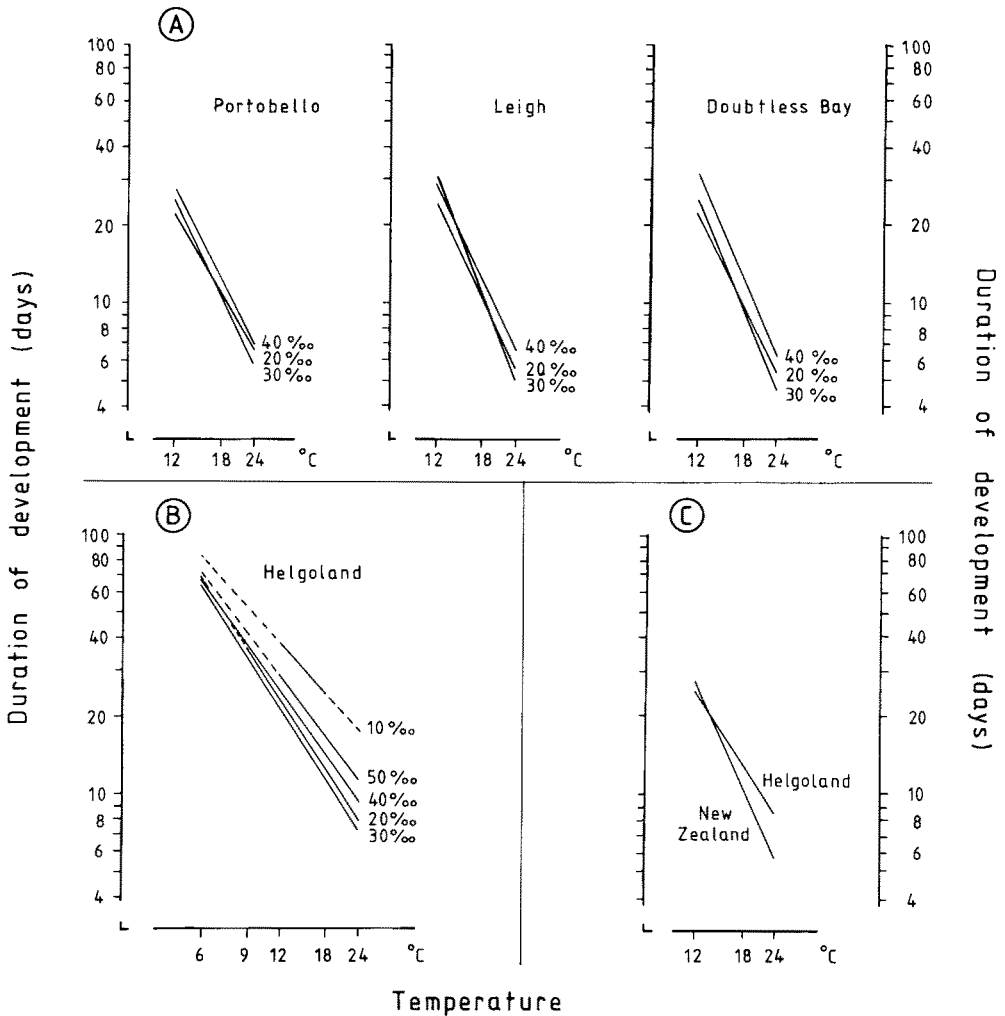 A
100
80
60
40
20
10
8
6
4
Portobello
40‰
20‰
30‰
12 18 24 °C
Leigh
40‰
20‰
30‰
12 18 24 °C
Doubtless Bay
40‰
20‰
30‰
12 18 24 °C
100
80
60
40
20
10
8
6
4
Duration of development (days)
Duration of development (days)
B
100
80
60
40
20
10
8
6
4
Helgoland
10‰
50‰
40‰
20‰
30‰
6 9 12 18 24 °C
C
Helgoland
New
Zealand
12 18 24 °C
100
80
60
40
20
10
8
6
4
Temperature